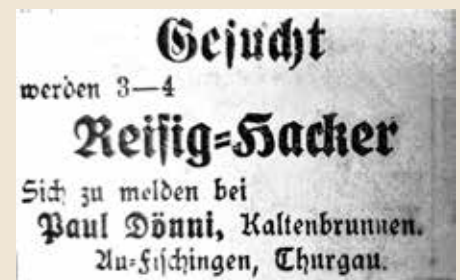 Gesucht
werden 3—4
Reisig-Hacker
Sich zu melden bei
Paul Dönni, Kaltenbrunnen.
Au-Fischingen, Thurgau.